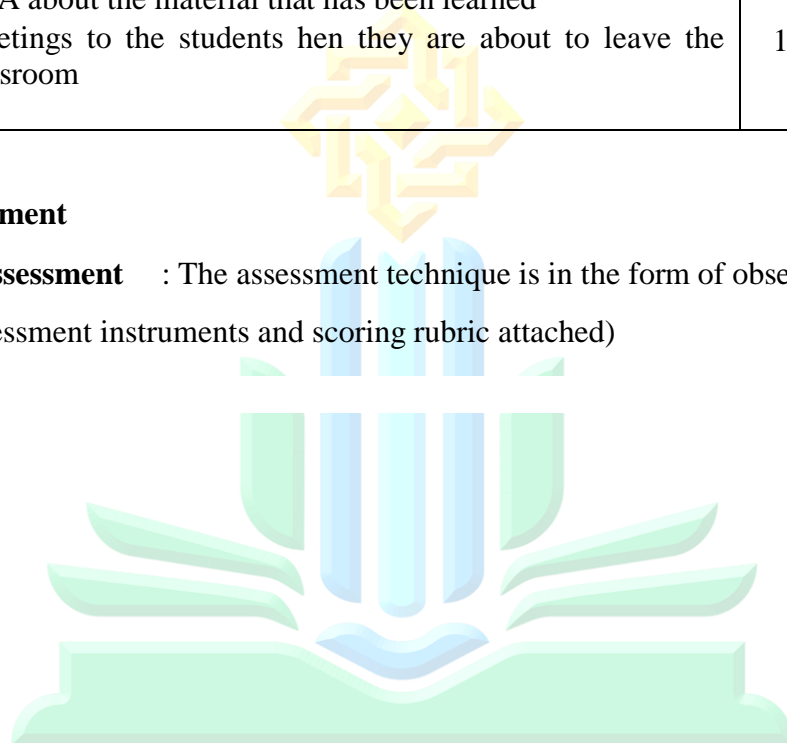 A about the material that has been learned
etings to the students hen they are about to leave the
sroom
1
ment
ssessment : The assessment technique is in the form of obse
essment instruments and scoring rubric attached)